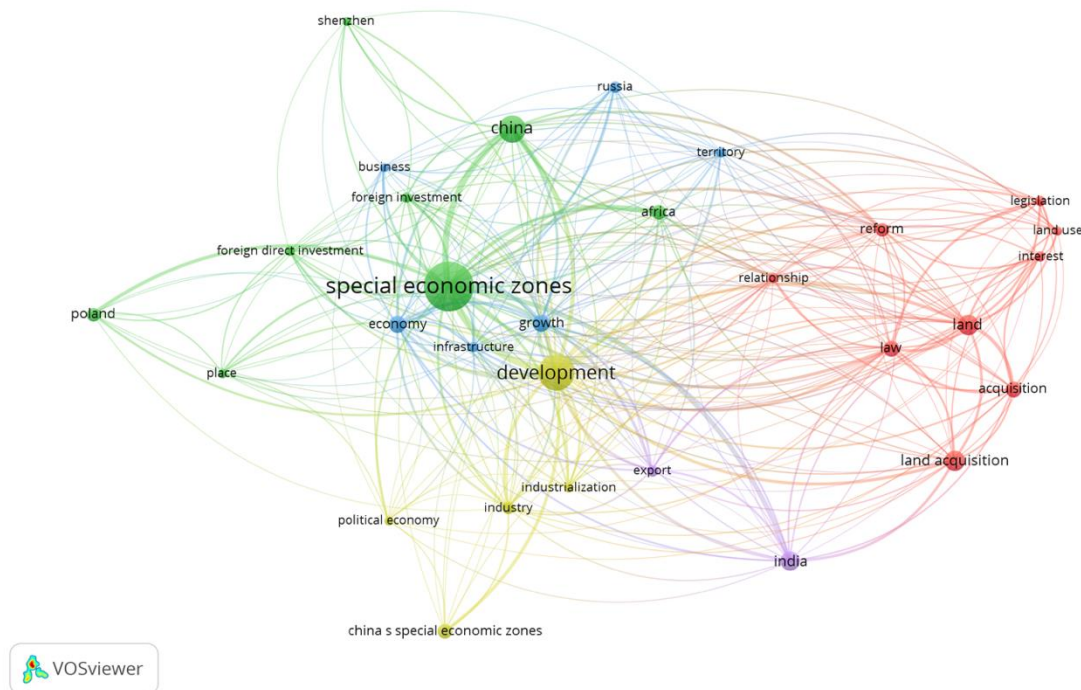 shenzhen
russia
china
territory
business
foreign investment
legislation
africa
reform
land use
foreign direct investment
interest
relationship
special economic zones
poland
economy
growth
land
infrastructure
law
place
development
acquisition
land acquisition
export
industrialization
industry
political economy
india
china s special economic zones
VOSviewer